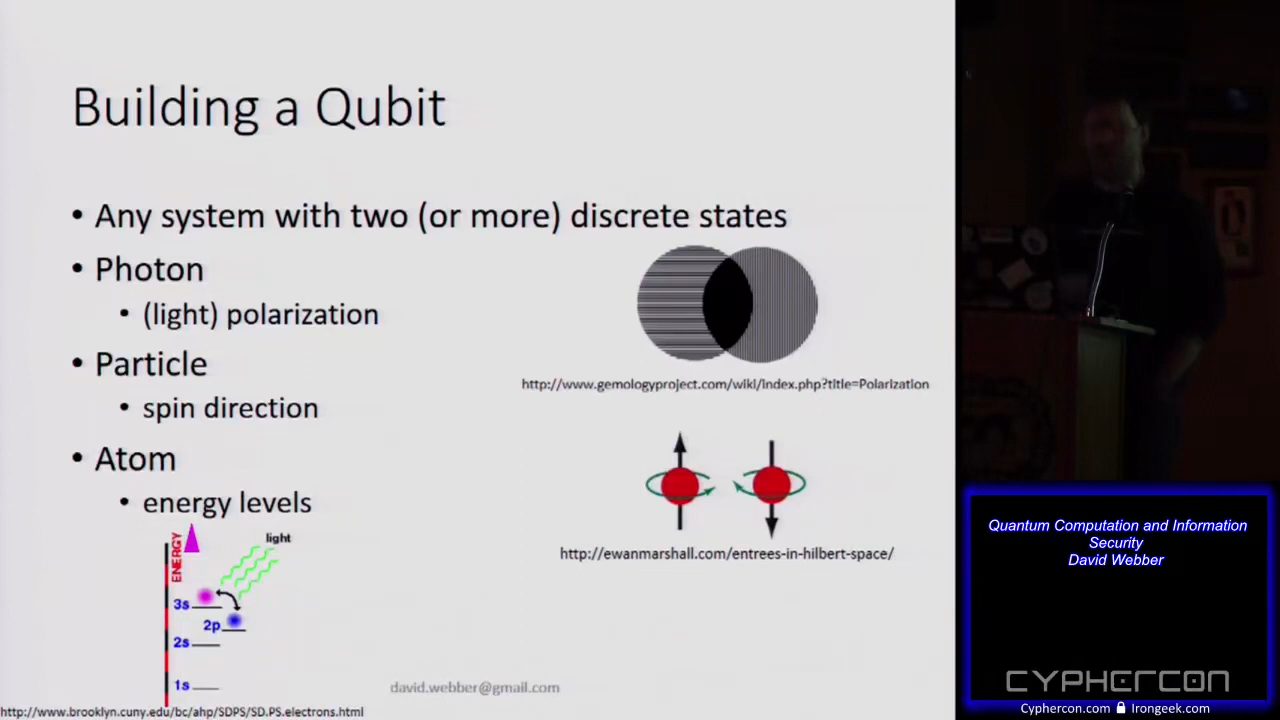 Building a Qubit
• Any system with two (or more) discrete states
• Photon
• (light) polarization
http://www.gemologyproject.com/wiki/index.php?title=Polarization
• Particle
• spin direction
http://ewanmarshall.com/entrees-in-hilbert-space/
• Atom
• energy levels
ENERGY
light
3s
2p
2s
1s
http://www.brooklyn.cuny.edu/bc/ahp/SDPS/SD.PS.electrons.html
david.webber@gmail.com
Quantum Computation and Information
Security
David Webber
CYPHERCON
Cyphercon.com Irongeek.com